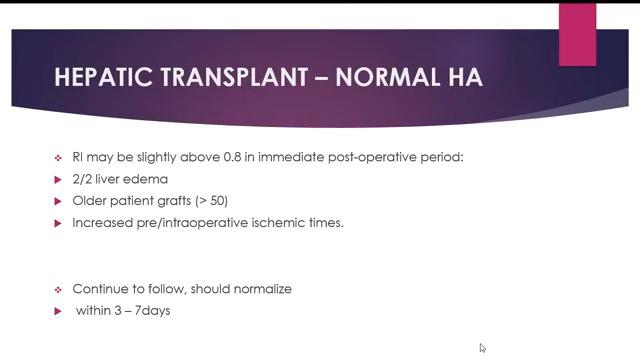 HEPATIC TRANSPLANT – NORMAL HA
RI may be slightly above 0.8 in immediate post-operative period:
2/2 liver edema
Older patient grafts (> 50)
Increased pre/intraoperative ischemic times.
Continue to follow, should normalize
within 3 – 7days